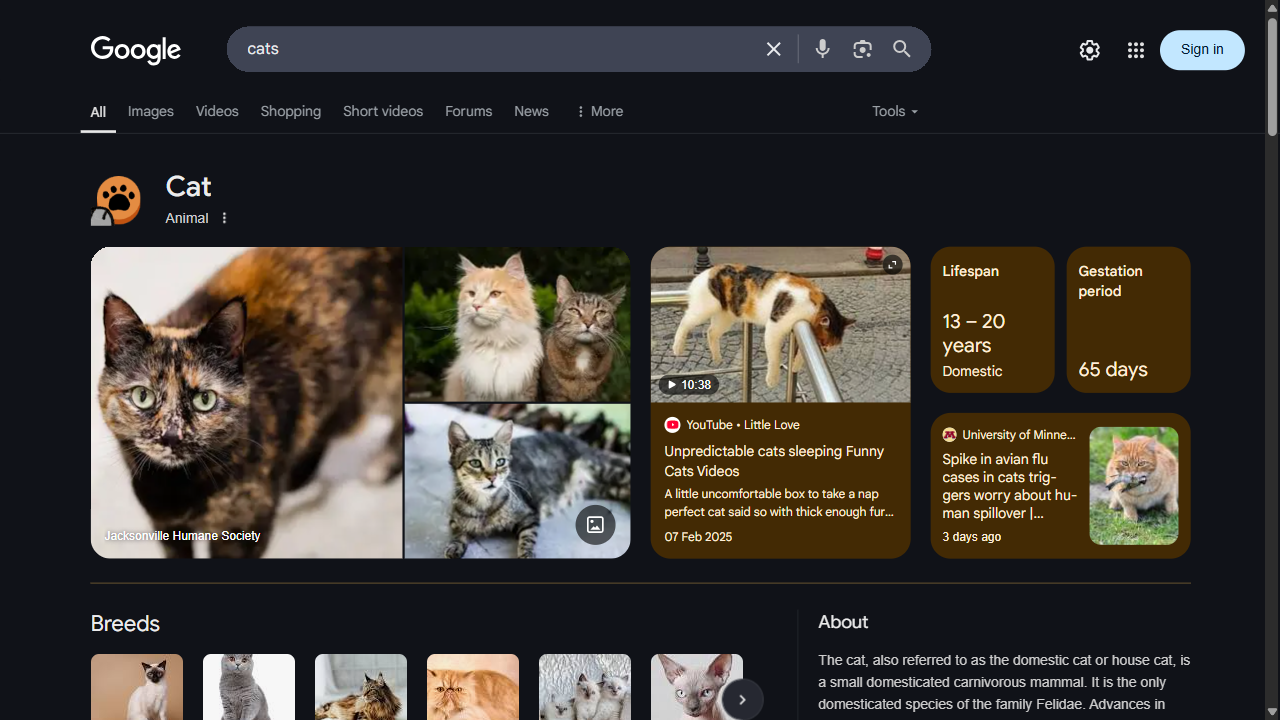 Google
cats
Sign in
All
Images
Videos
Shopping
Short videos
Forums
News
More
Tools
Cat
Animal
Jacksonville Humane Society
10:38
YouTube • Little Love
Unpredictable cats sleeping Funny
Cats Videos
A little uncomfortable box to take a nap
perfect cat said so with thick enough fur...
07 Feb 2025
Lifespan
13 – 20
years
Domestic
Gestation
period
65 days
University of Minne...
Spike in avian flu
cases in cats trig-
gers worry about hu-
man spillover |...
3 days ago
Breeds
About
The cat, also referred to as the domestic cat or house cat, is
a small domesticated carnivorous mammal. It is the only
domesticated species of the family Felidae. Advances in